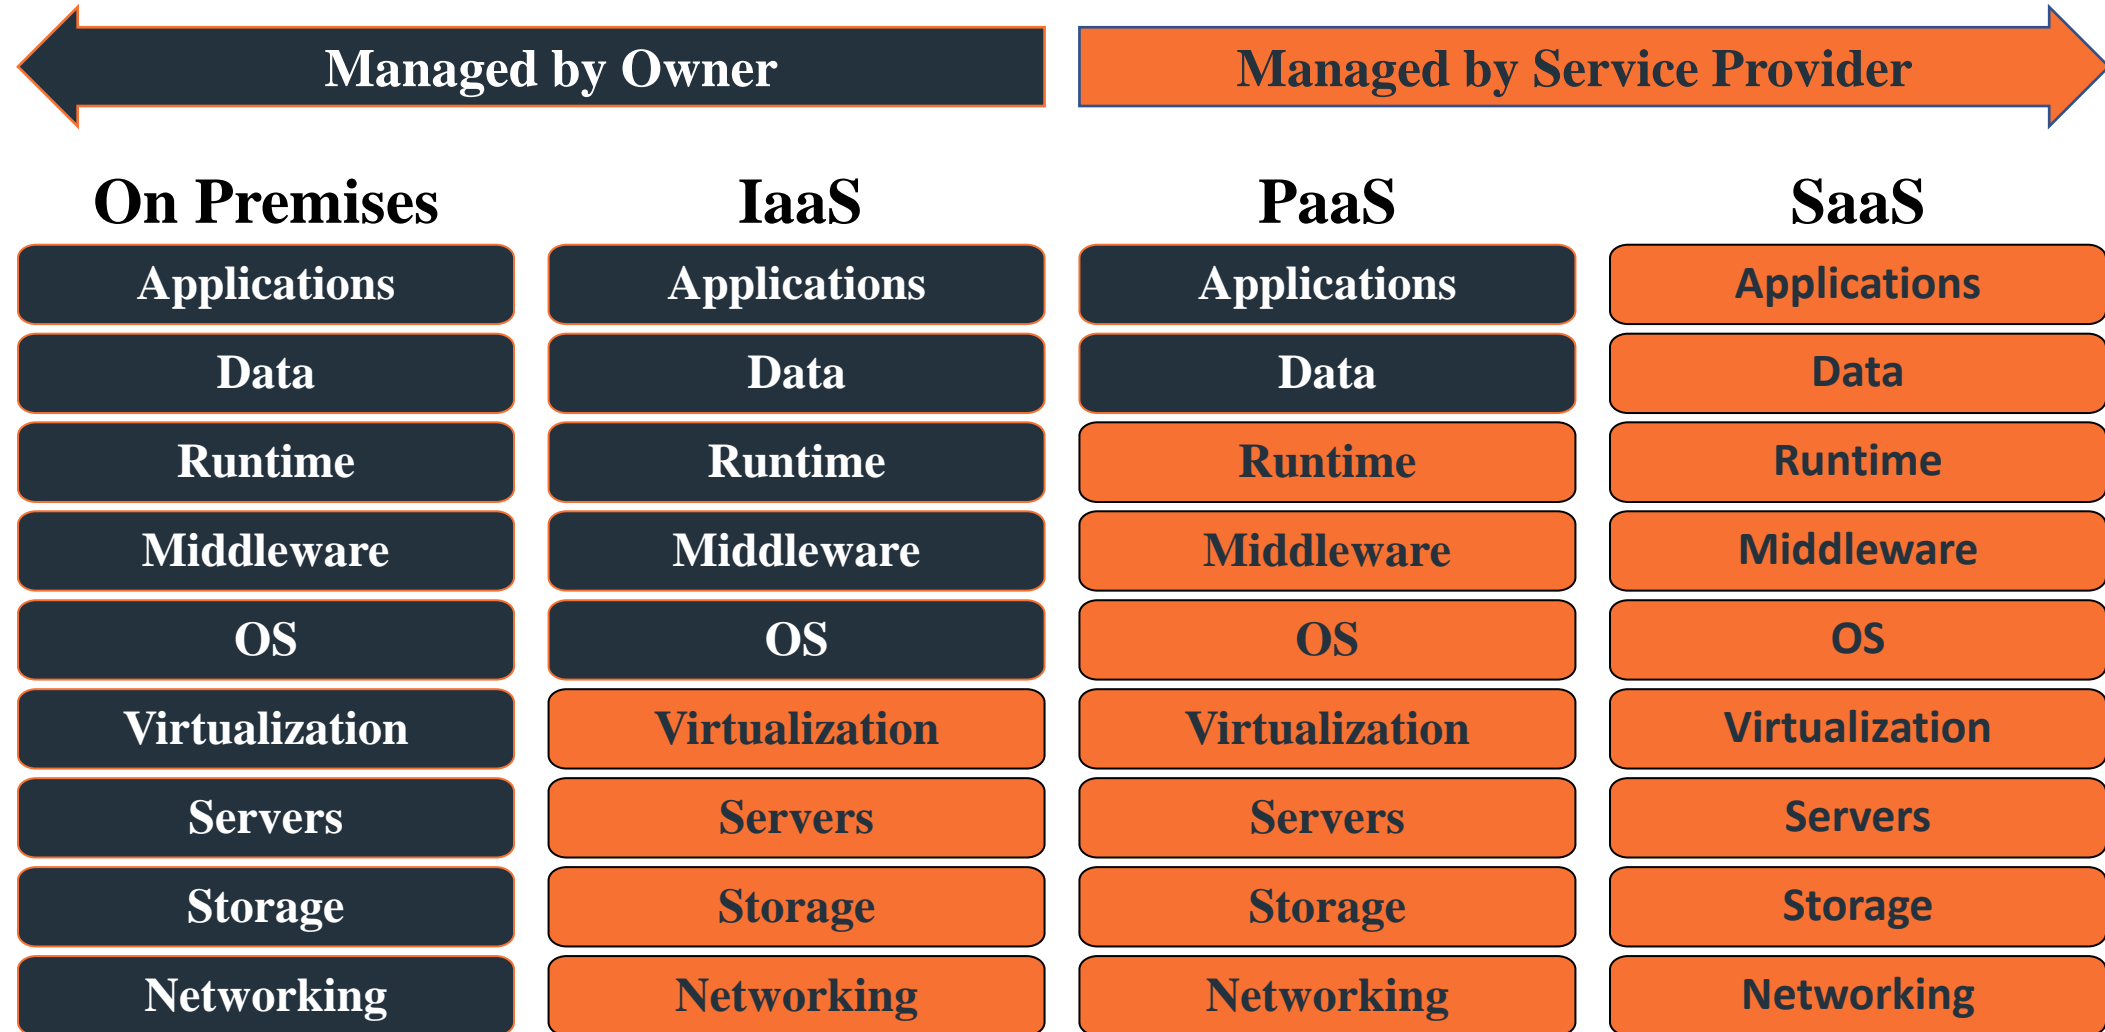 Managed by Owner
Managed by Service Provider
On Premises
IaaS
PaaS
SaaS
Applications
Applications
Applications
Applications
Data
Data
Data
Data
Runtime
Runtime
Runtime
Runtime
Middleware
Middleware
Middleware
Middleware
OS
OS
OS
OS
Virtualization
Virtualization
Virtualization
Virtualization
Servers
Servers
Servers
Servers
Storage
Storage
Storage
Storage
Networking
Networking
Networking
Networking